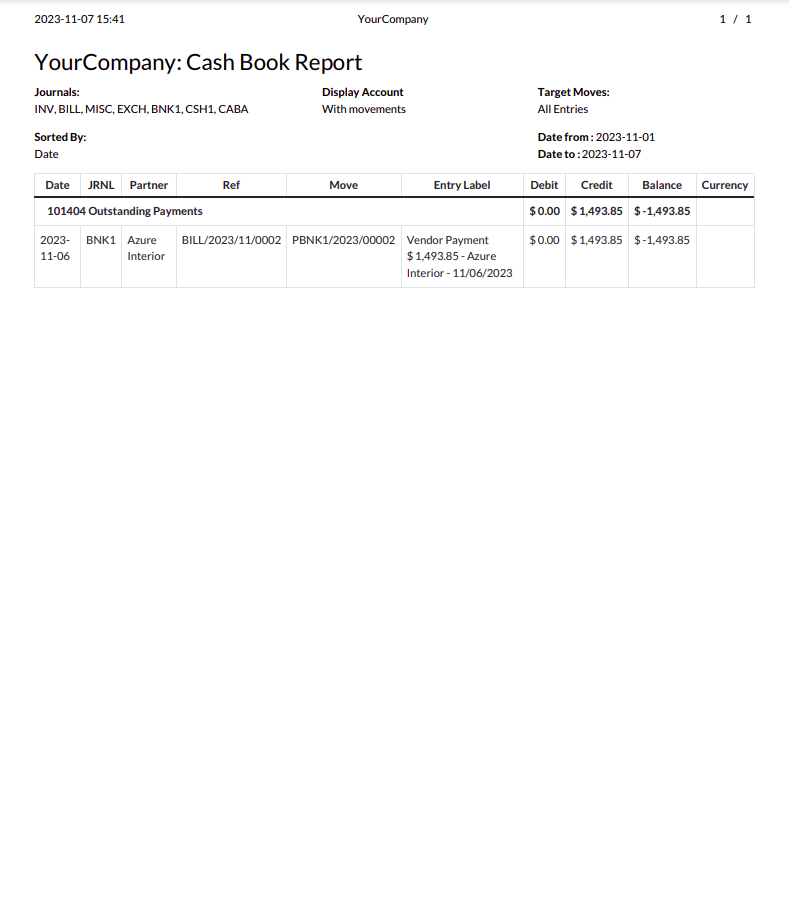 2023-11-07 15:41 YourCompany 1 / 1
YourCompany: Cash Book Report
Journals: Display Account Target Moves:
INV, BILL, MISC, EXCH, BNK1, CSH1, CABA With movements All Entries
Sorted By: Date from : 2023-11-01
Date Date to : 2023-11-07
Date JRNL Partner Ref Move Entry Label Debit Credit Balance Currency
101404 Outstanding Payments $ 0.00 $ 1,493.85 $ -1,493.85
2023- BNK1 Azure BILL/2023/11/0002 PBNK1/2023/00002 Vendor Payment $ 0.00 $ 1,493.85 $ -1,493.85
11-06 Interior $ 1,493.85 - Azure
Interior - 11/06/2023